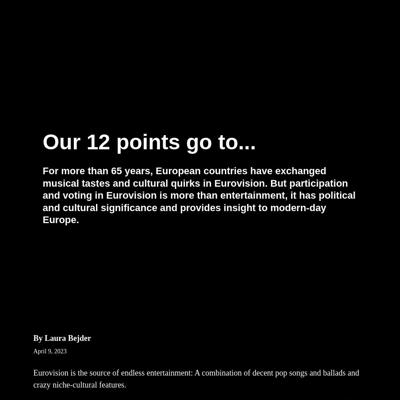 Our 12 points go to...
For more than 65 years, European countries have exchanged
musical tastes and cultural quirks in Eurovision. But participation
and voting in Eurovision is more than entertainment, it has political
and cultural significance and provides insight to modern-day
Europe.
By Laura Bejder
April 9, 2023
Eurovision is the source of endless entertainment: A combination of decent pop songs and ballads and
crazy niche-cultural features.